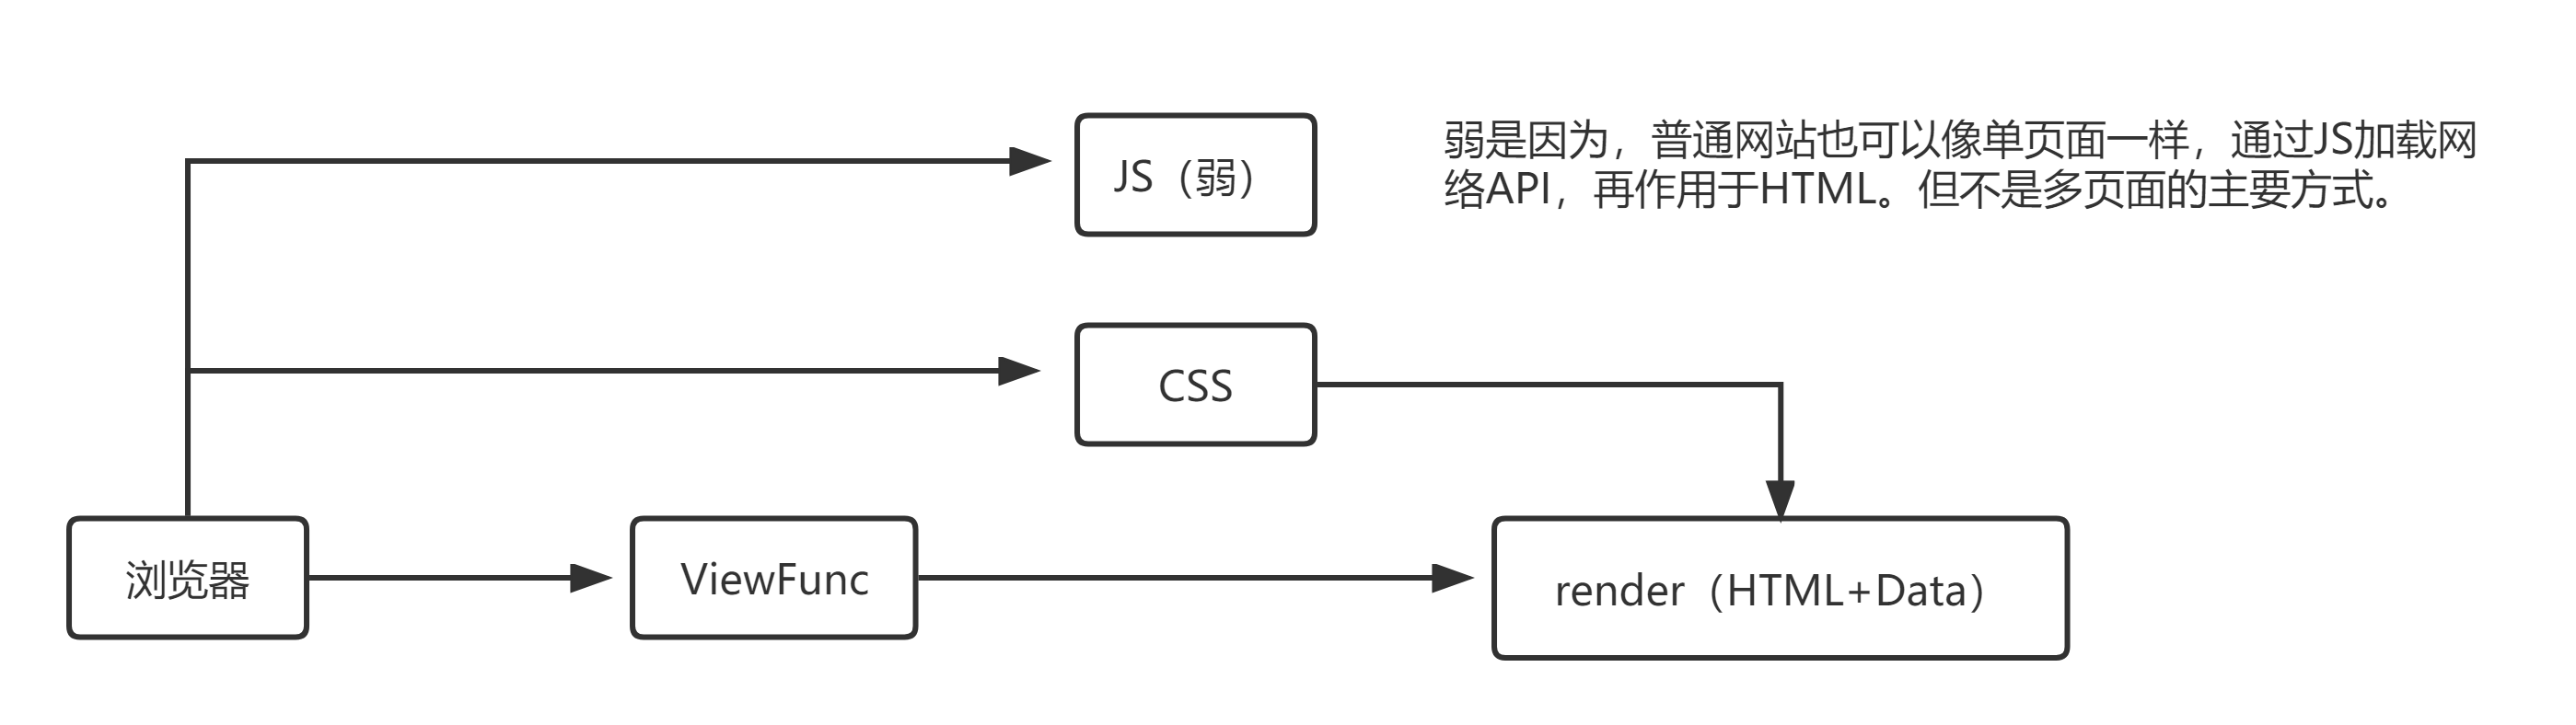 JS（弱）
弱是因为，普通网站也可以像单页面一样，通过JS加载网
络API，再作用于HTML。但不是多页面的主要方式。
CSS
浏览器
ViewFunc
render（HTML+Data）